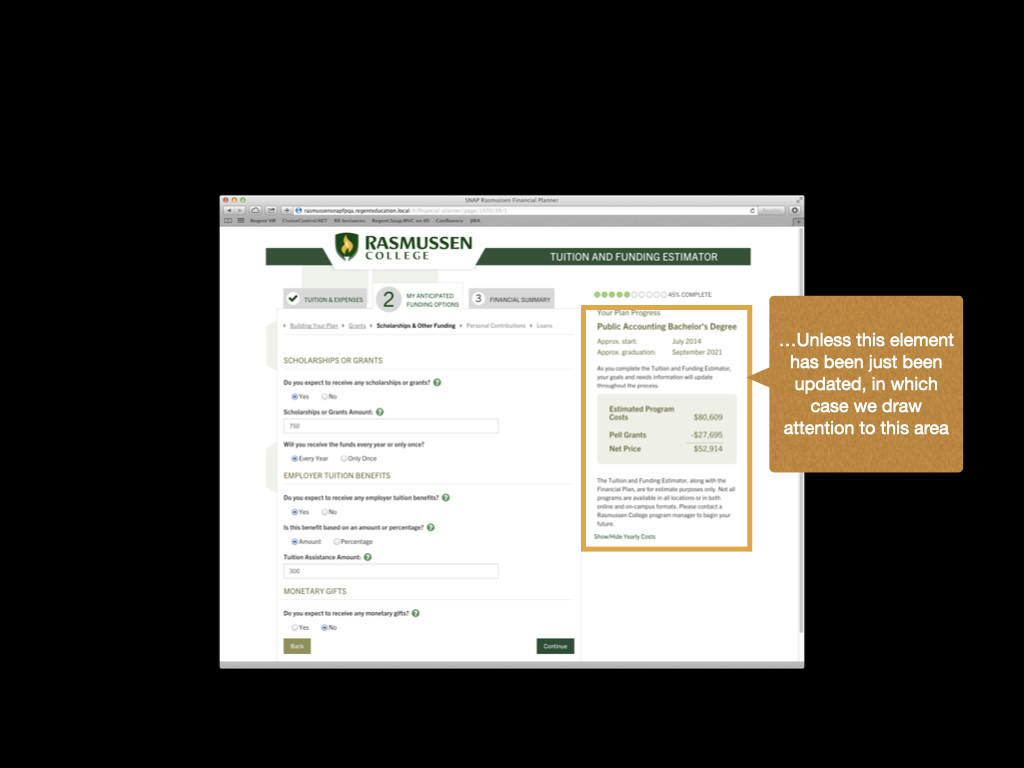 SNAP Rasmussen Financial Planner
rasmussensnapfpqa.regenteducation.local
Reader
Regent HR CruiseControl.NET RX Instances Regent.Snap.MVC on XS Confluence JIRA
RASMUSSEN
COLLEGE
TUITION AND FUNDING ESTIMATOR
TUITION & EXPENSES
2
MY ANTICIPATED
FUNDING OPTIONS
3
FINANCIAL SUMMARY
45% COMPLETE
Building Your Plan
Grants
Scholarships & Other Funding
Personal Contributions
Loans
SCHOLARSHIPS OR GRANTS
Do you expect to receive any scholarships or grants? ?
Yes No
Scholarships or Grants Amount: ?
750
Will you receive the funds every year or only once?
Every Year Only Once
EMPLOYER TUITION BENEFITS
Do you expect to receive any employer tuition benefits? ?
Yes No
Is this benefit based on an amount or percentage? ?
Amount Percentage
Tuition Assistance Amount: ?
300
MONETARY GIFTS
Do you expect to receive any monetary gifts? ?
Yes No
Back
Continue
Your Plan Progress
Public Accounting Bachelor's Degree
Approx. start: July 2014
Approx. graduation: September 2021
As you complete the Tuition and Funding Estimator,
your goals and needs information will update
throughout the process.
Estimated Program
Costs $80,609
Pell Grants -$27,695
Net Price $52,914
The Tuition and Funding Estimator, along with the
Financial Plan, are for estimate purposes only. Not all
programs are available in all locations or in both
online and on-campus formats. Please contact a
Rasmussen College program manager to begin your
future.
Show/Hide Yearly Costs
…Unless this element
has been just been
updated, in which
case we draw
attention to this area